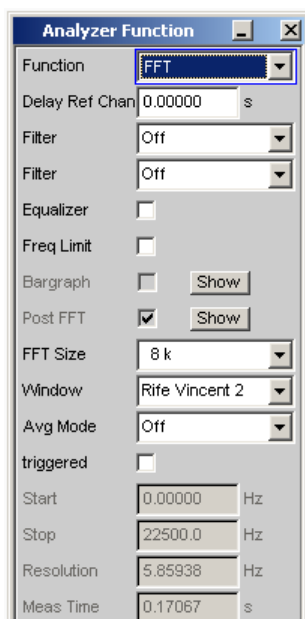 Analyzer Function
Function FFT
Delay Ref Chan 0.00000 s
Filter Off
Filter Off
Equalizer
Freq Limit
Bargraph Show
Post FFT Show
FFT Size 8 k
Window Rife Vincent 2
Avg Mode Off
triggered
Start 0.00000 Hz
Stop 22500.0 Hz
Resolution 5.85938 Hz
Meas Time 0.17067 s